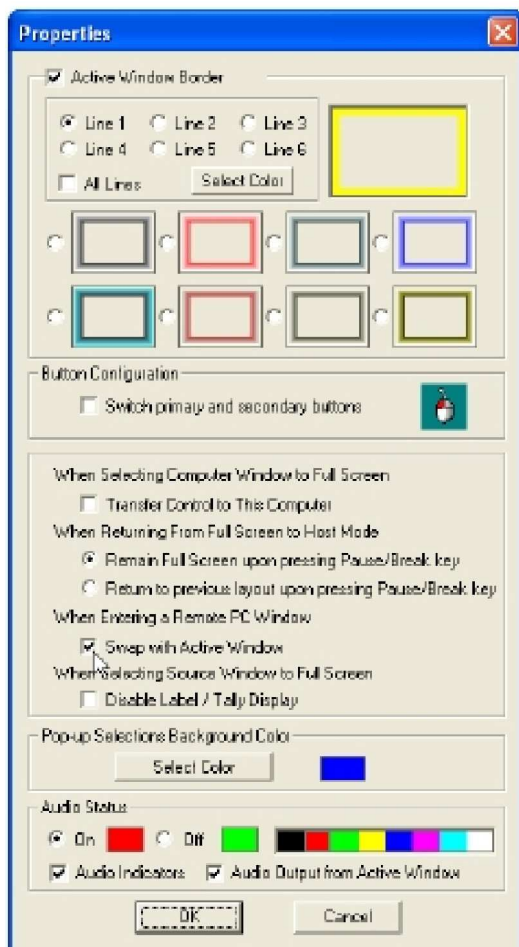 Properties
Active Window Border
Line 1 Line 2 Line 3
Line 4 Line 5 Line 6
All Lines Select Color
Button Configuration
Switch primary and secondary buttons
When Selecting Computer Window to Full Screen
Transfer Control to This Computer
When Returning From Full Screen to Host Mode
Remain Full Screen upon pressing Pause/Break key
Return to previous layout upon pressing Pause/Break key
When Entering a Remote PC Window
Swap with Active Window
When Selecting Source Window to Full Screen
Disable Label / Tally Display
Pop-up Selections Background Color
Select Color
Audio Status
On Off
Audio Indicators Audio Output from Active Window
OK Cancel